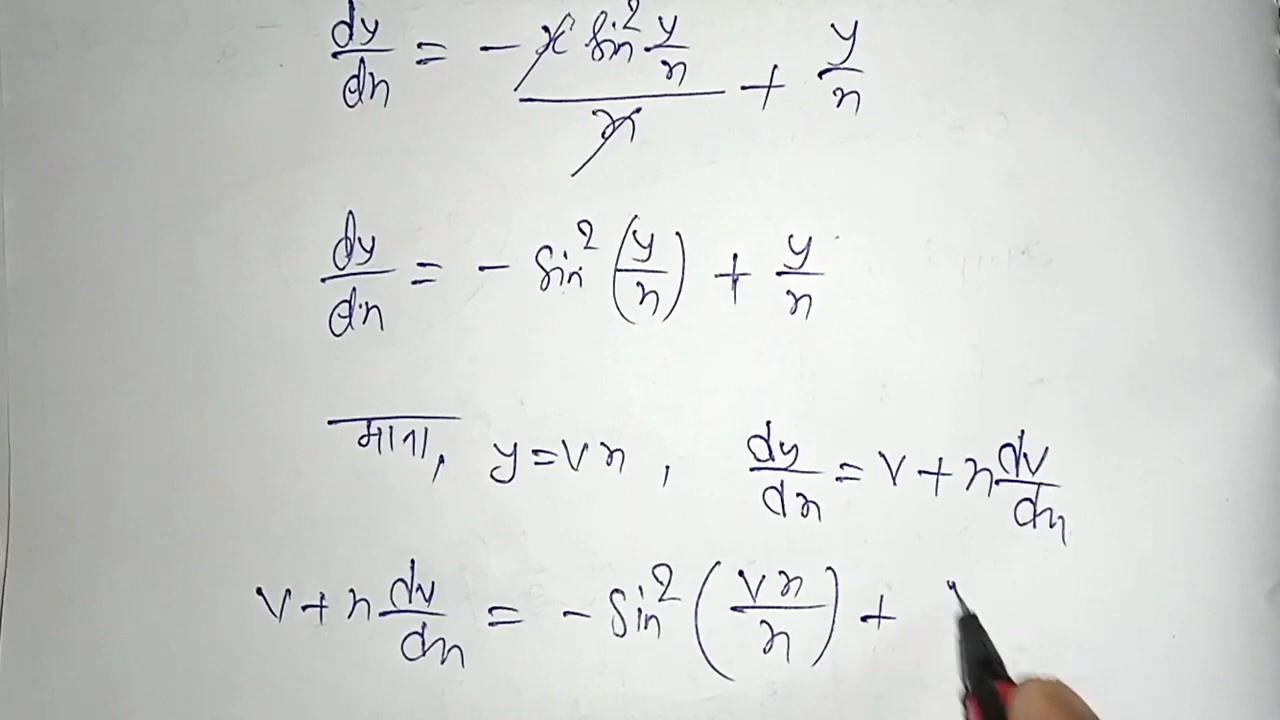 dy/dx = - x sin² y/x / x + y/x
dy/dx = - sin² (y/x) + y/x
माना, y = vx , dy/dx = v + x dv/dx
v + x dv/dx = - sin² (vx/x) +